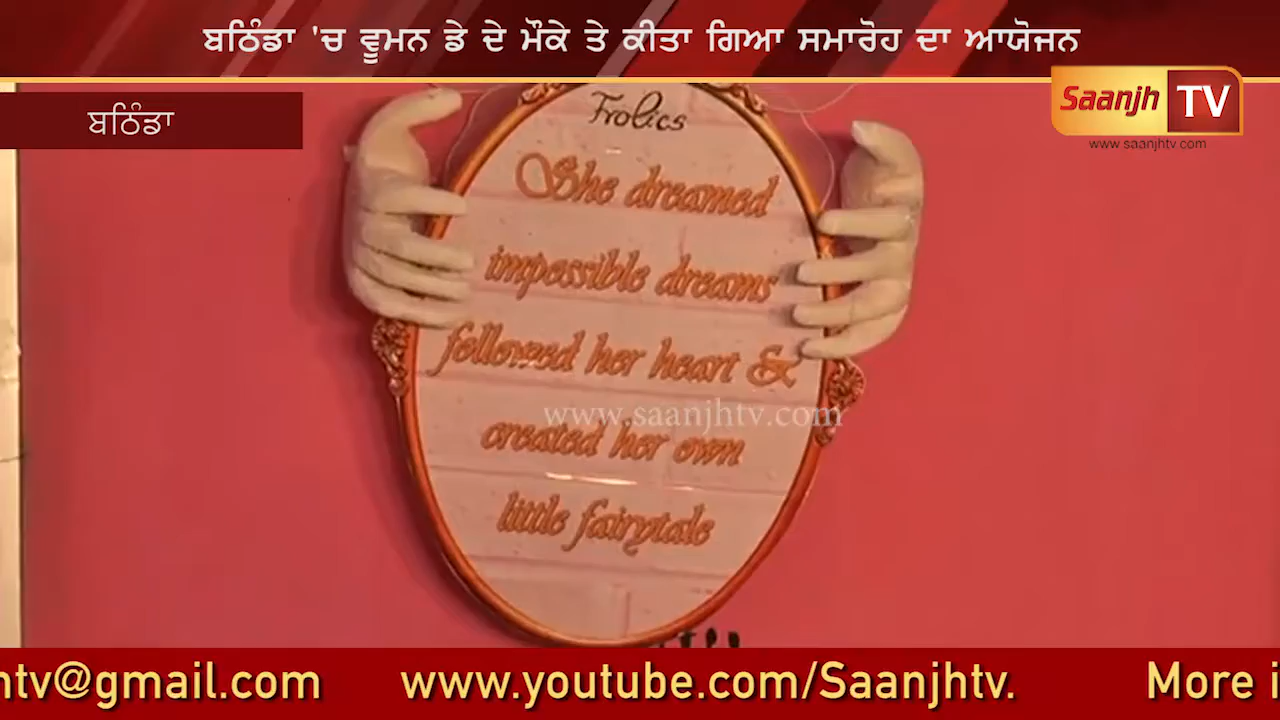 ਬਠਿੰਡਾ 'ਚ ਵੂਮਨ ਡੇ ਦੇ ਮੌਕੇ ਤੇ ਕੀਤਾ ਗਿਆ ਸਮਾਰੋਹ ਦਾ ਆਯੋਜਨ
ਬਠਿੰਡਾ
Saanjh TV
www.saanjhtv.com
Frolics
She dreamed
impossible dreams
followed her heart &
created her own
little fairytale
www.saanjhtv.com
htv@gmail.com www.youtube.com/Saanjhtv. More i